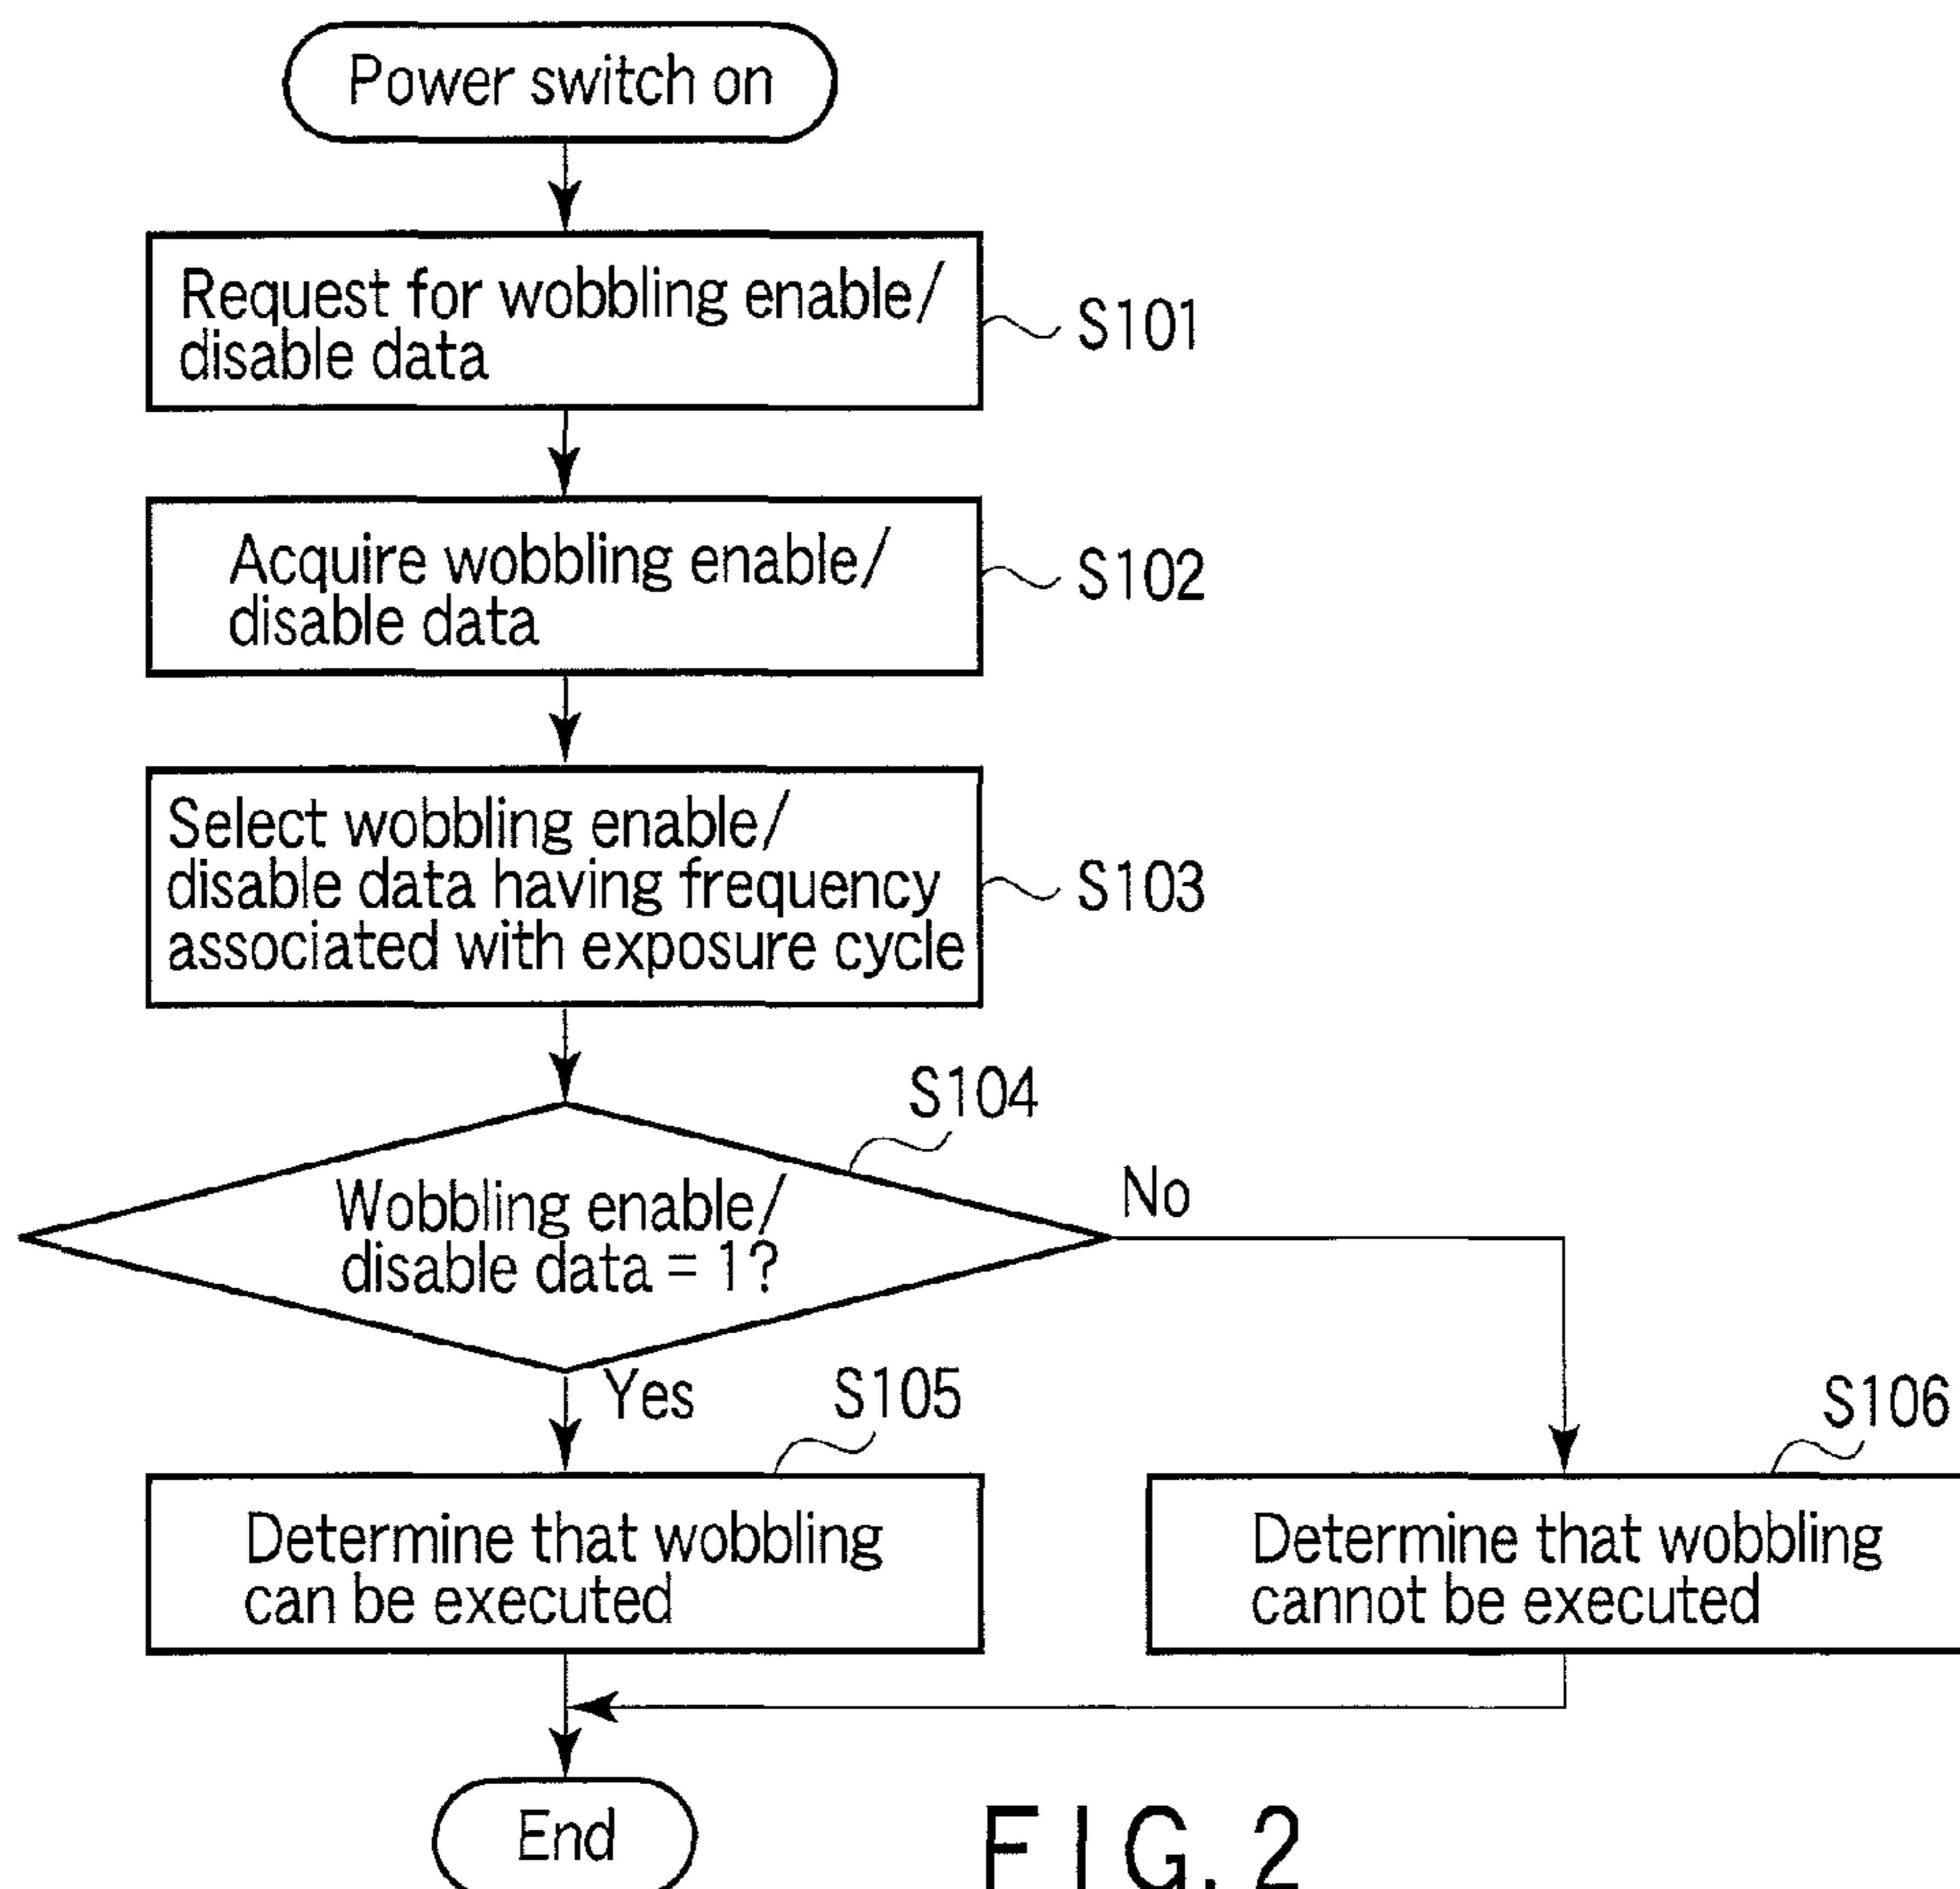 Power switch on
Request for wobbling enable/
disable data
S101
Acquire wobbling enable/
disable data
S102
Select wobbling enable/
disable data having frequency
associated with exposure cycle
S103
S104
Wobbling enable/
disable data = 1?
No
Yes
S105
Determine that wobbling
can be executed
S106
Determine that wobbling
cannot be executed
End
FIG. 2